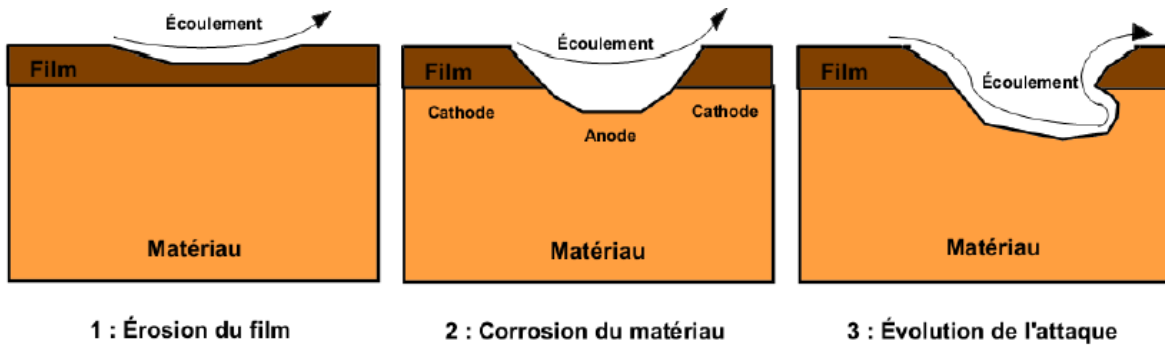 Écoulement
Film
Matériau
1 : Érosion du film
Écoulement
Film
Cathode
Cathode
Anode
Matériau
2 : Corrosion du matériau
Écoulement
Film
Matériau
3 : Évolution de l'attaque